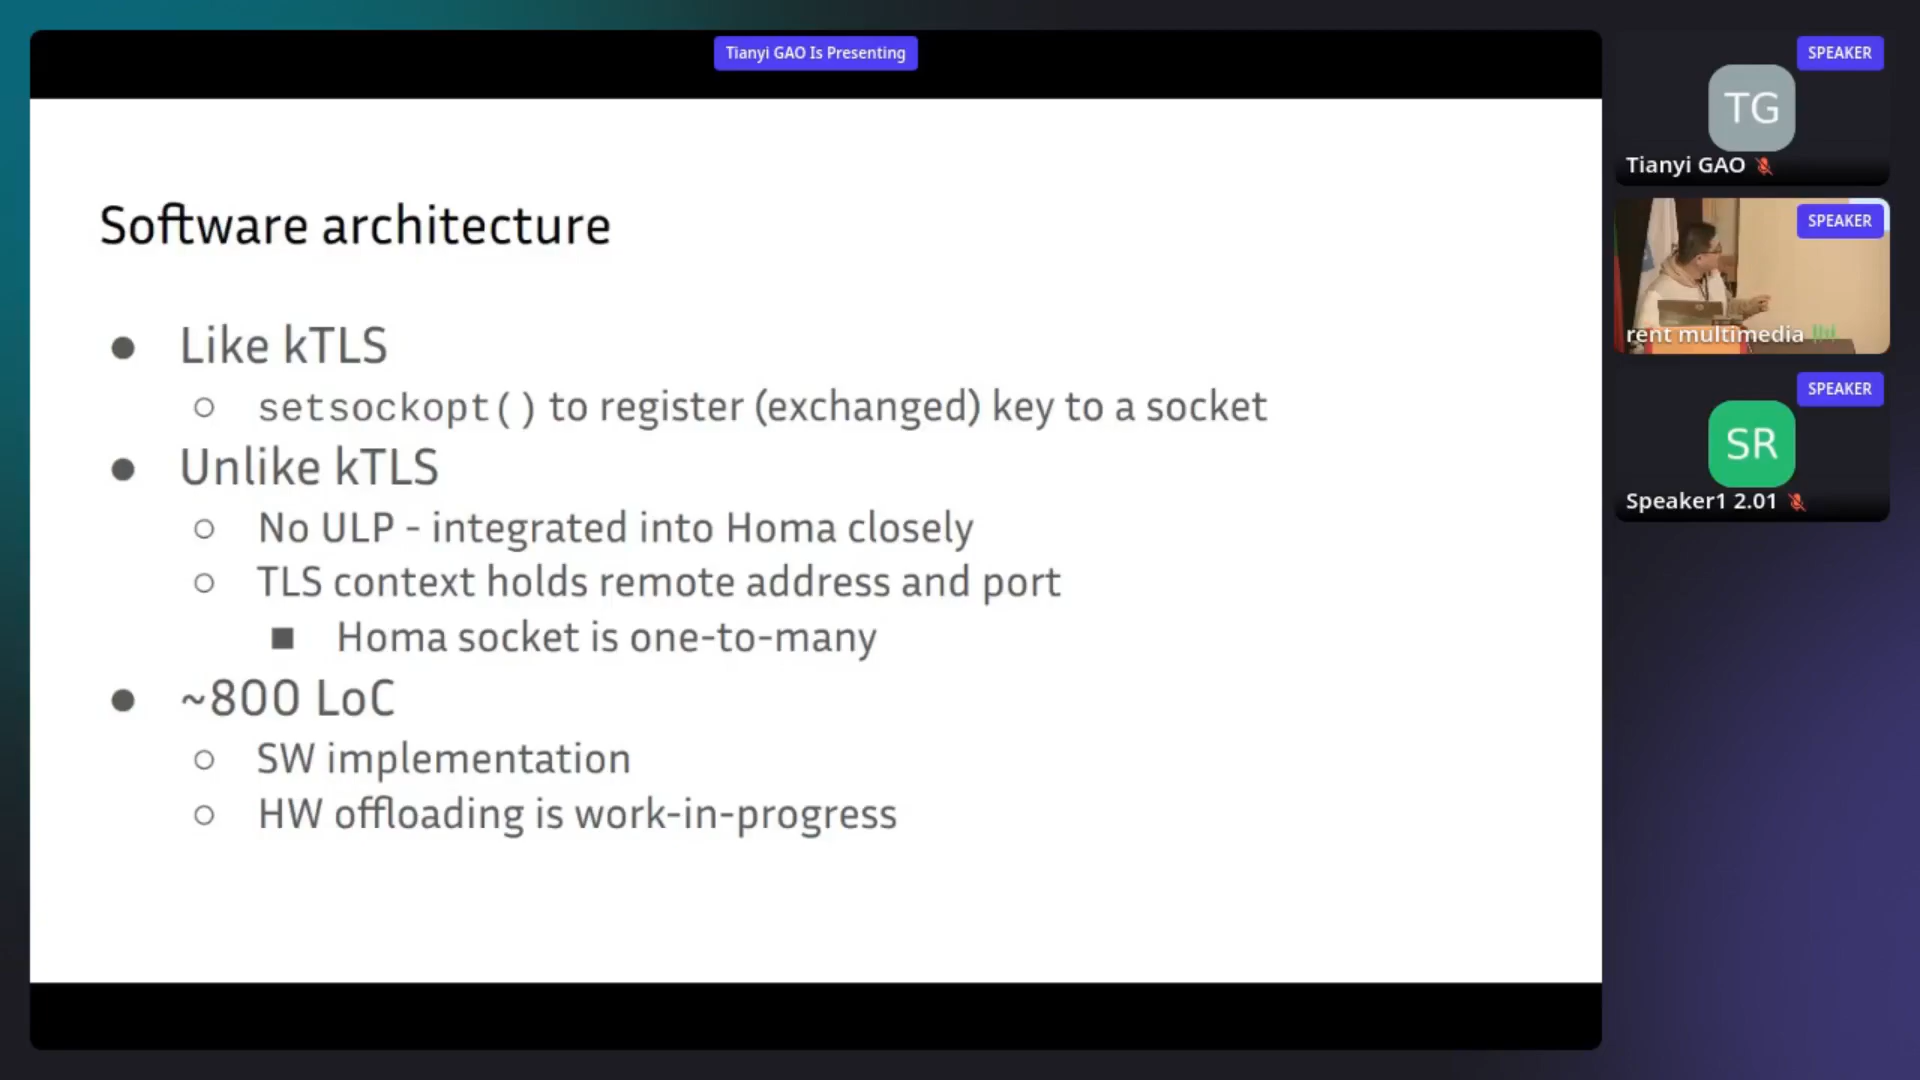 Tianyi GAO Is Presenting
Software architecture
● Like kTLS
○ setsockopt() to register (exchanged) key to a socket
● Unlike kTLS
○ No ULP - integrated into Homa closely
○ TLS context holds remote address and port
■ Homa socket is one-to-many
● ~800 LoC
○ SW implementation
○ HW offloading is work-in-progress
SPEAKER
TG
Tianyi GAO
SPEAKER
rent multimedia
SPEAKER
SR
Speaker1 2.01